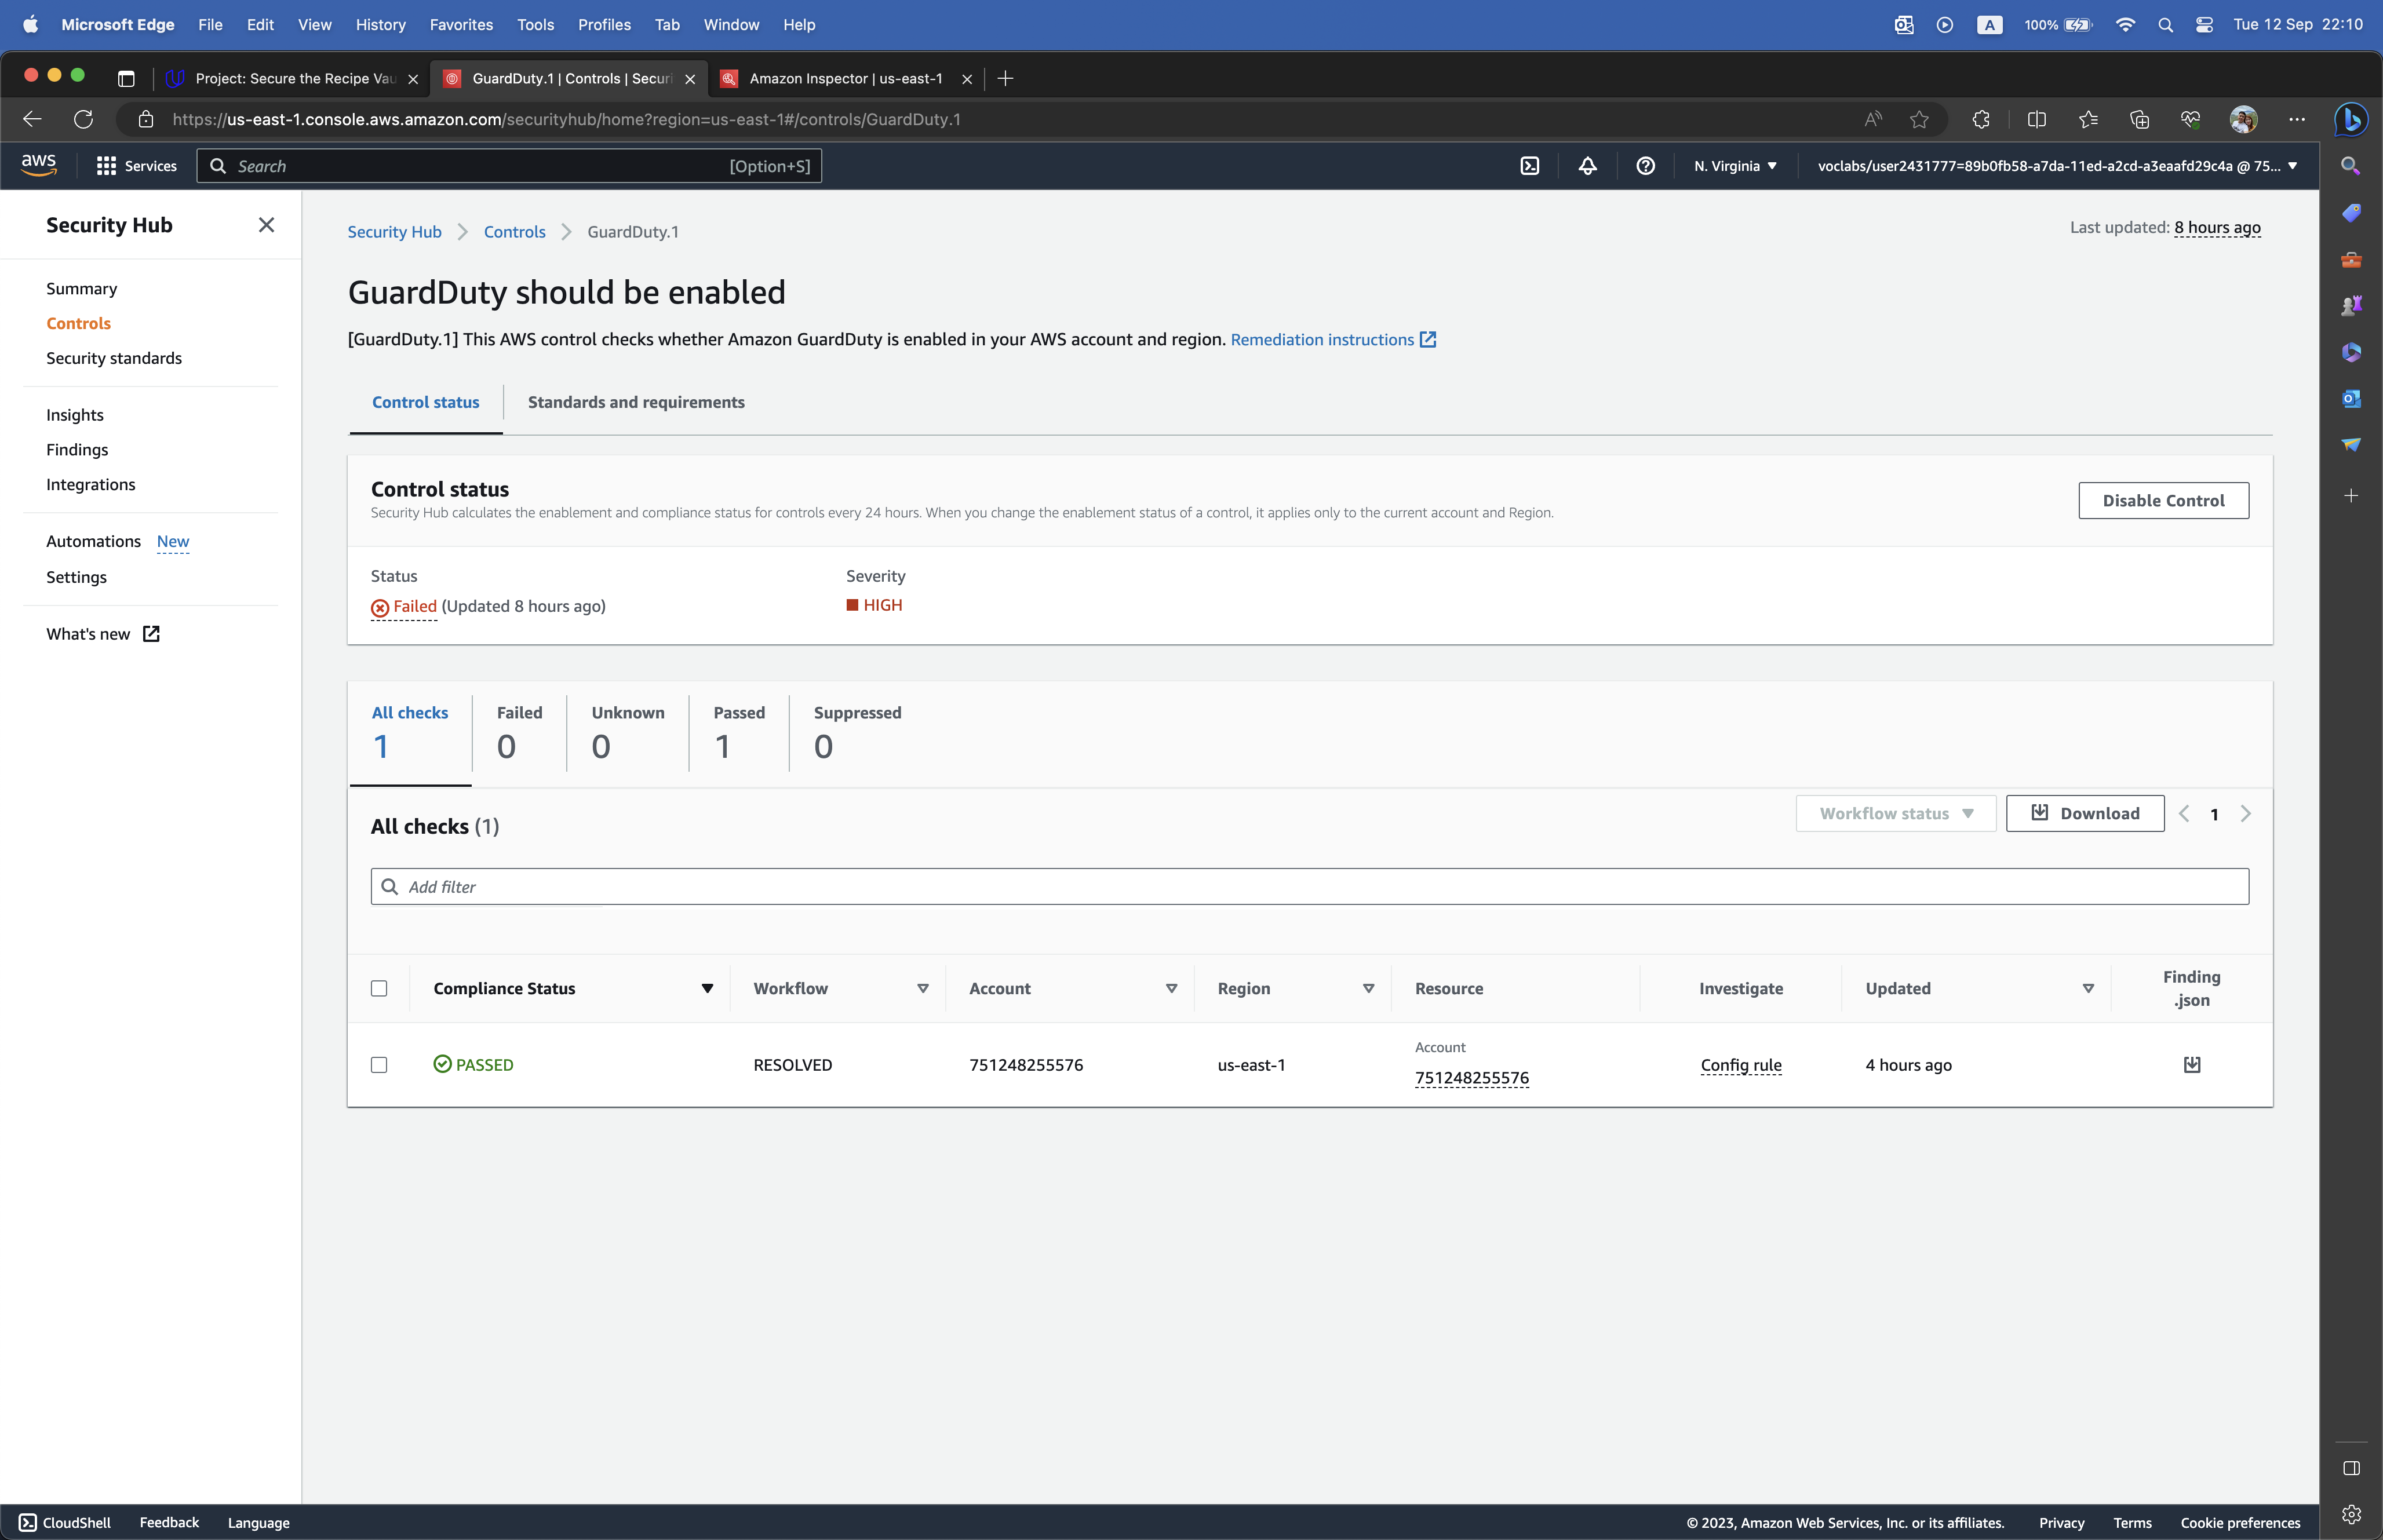 Microsoft Edge File Edit View History Favorites Tools Profiles Tab Window Help A 100% Tue 12 Sep 22:10
Project: Secure the Recipe Vau GuardDuty.1 | Controls | Securi Amazon Inspector | us-east-1
https://us-east-1.console.aws.amazon.com/securityhub/home?region=us-east-1#/controls/GuardDuty.1
aws Services Search [Option+S] N. Virginia voclabs/user2431777=89b0fb58-a7da-11ed-a2cd-a3eaafd29c4a @ 75...
Security Hub
Summary
Controls
Security standards
Insights
Findings
Integrations
Automations New
Settings
What's new
Security Hub Controls GuardDuty.1
Last updated: 8 hours ago
GuardDuty should be enabled
[GuardDuty.1] This AWS control checks whether Amazon GuardDuty is enabled in your AWS account and region. Remediation instructions
Control status Standards and requirements
Control status
Security Hub calculates the enablement and compliance status for controls every 24 hours. When you change the enablement status of a control, it applies only to the current account and Region.
Disable Control
Status Severity
Failed (Updated 8 hours ago) HIGH
All checks Failed Unknown Passed Suppressed
1 0 0 1 0
All checks (1) Workflow status Download 1
Add filter
Compliance Status Workflow Account Region Resource Investigate Updated Finding .json
PASSED RESOLVED 751248255576 us-east-1 Account 751248255576 Config rule 4 hours ago
CloudShell Feedback Language © 2023, Amazon Web Services, Inc. or its affiliates. Privacy Terms Cookie preferences